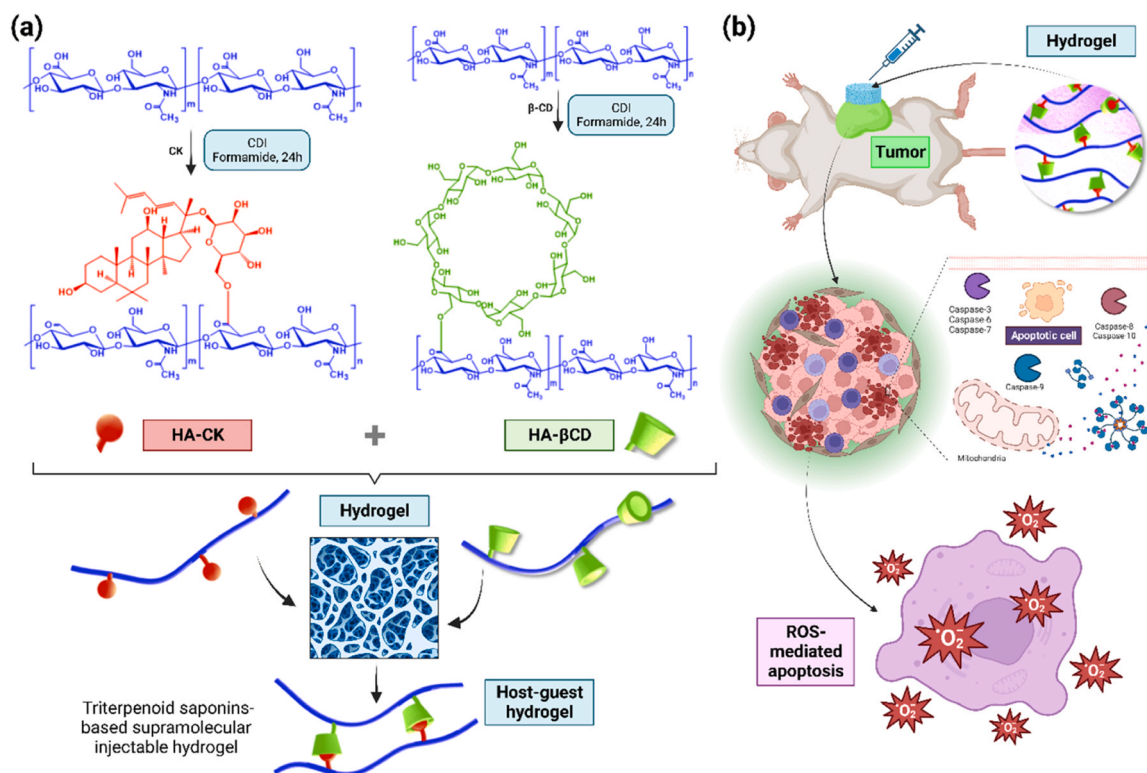 (a)
CK
CDI
Formamide, 24h
β-CD
CDI
Formamide, 24h
HA-CK
+
HA-βCD
Hydrogel
Triterpenoid saponins-
based supramolecular
injectable hydrogel
Host-guest
hydrogel
(b)
Hydrogel
Tumor
Caspase-3
Caspase-6
Caspase-7
Apoptotic cell
Caspase-8
Caspase-10
Caspase-9
Mitochondria
ROS-
mediated
apoptosis
•O₂⁻
•O₂⁻
•O₂⁻
•O₂⁻
•O₂⁻
•O₂⁻
•O₂⁻
•O₂⁻